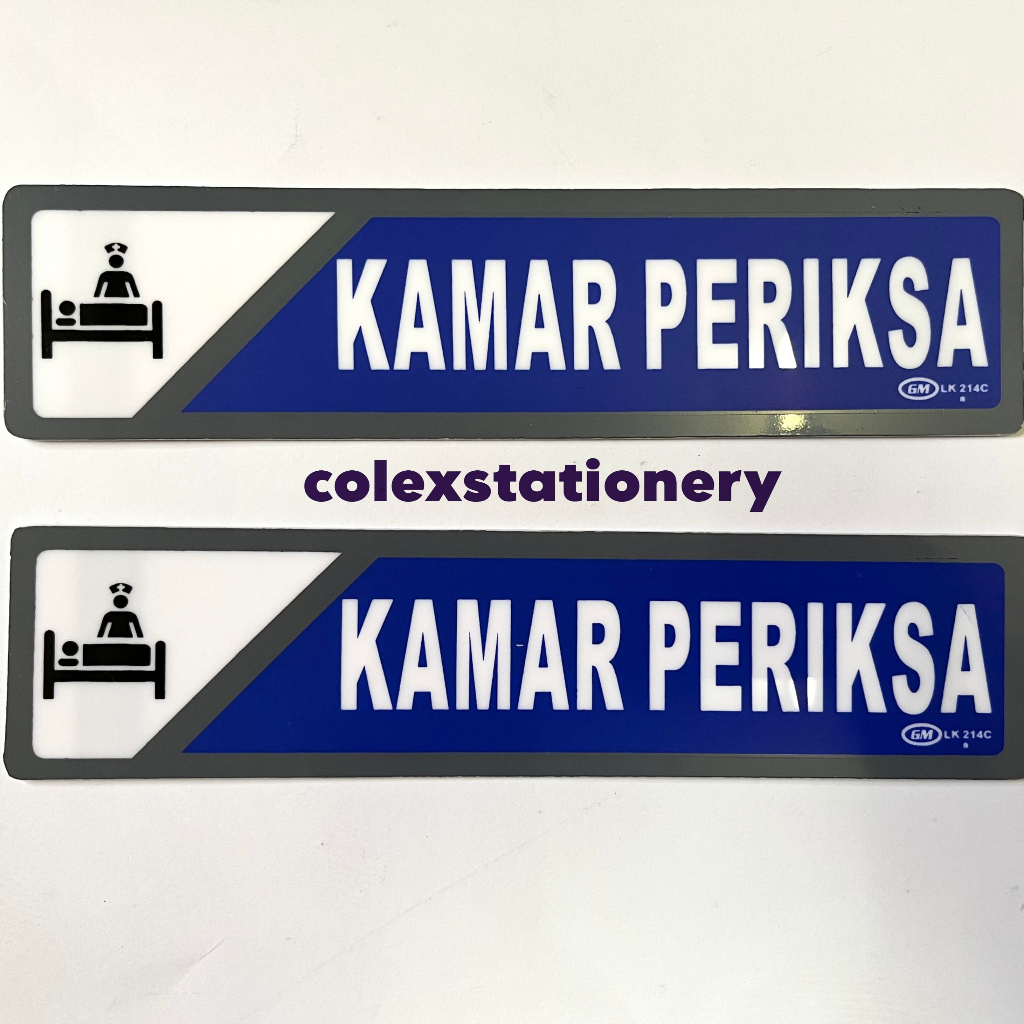 KAMAR PERIKSA
GM LK 214C
a
colexstationery
KAMAR PERIKSA
GM LK 214C
a